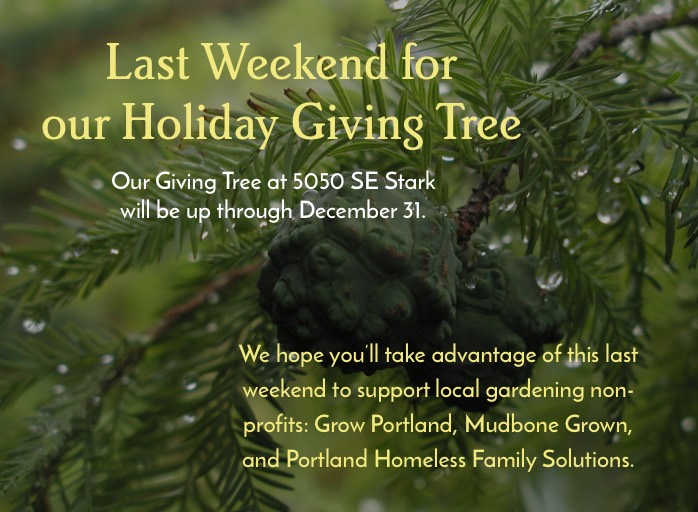 Last Weekend for
our Holiday Giving Tree
Our Giving Tree at 5050 SE Stark
will be up through December 31.
We hope you'll take advantage of this last
weekend to support local gardening non-
profits: Grow Portland, Mudbone Grown,
and Portland Homeless Family Solutions.